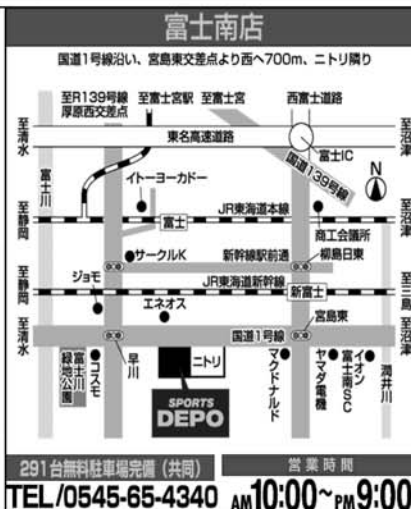 富士南店
国道1号線沿い、宮島東交差点より西へ700m、ニトリ隣り
至R139号線
厚原西交差点
至富士宮駅
至富士宮
西富士道路
至清水
東名高速道路
至沼津
富士IC
国道139号線
N
富士川
イトーヨーカドー
JR東海道本線
至静岡
富士
商工会議所
至沼津
サークルK
新幹線駅前通
柳島日東
ジョモ
JR東海道新幹線
至静岡
新富士
至三島
エネオス
宮島東
至清水
国道1号線
至沼津
富士川
緑地公園
コスモ
早川
ニトリ
マクドナルド
ヤマダ電機
イオン
富士南SC
潤井川
SPORTS
DEPO
291台無料駐車場完備(共同)
営業時間
TEL/0545-65-4340
AM10:00~PM9:00